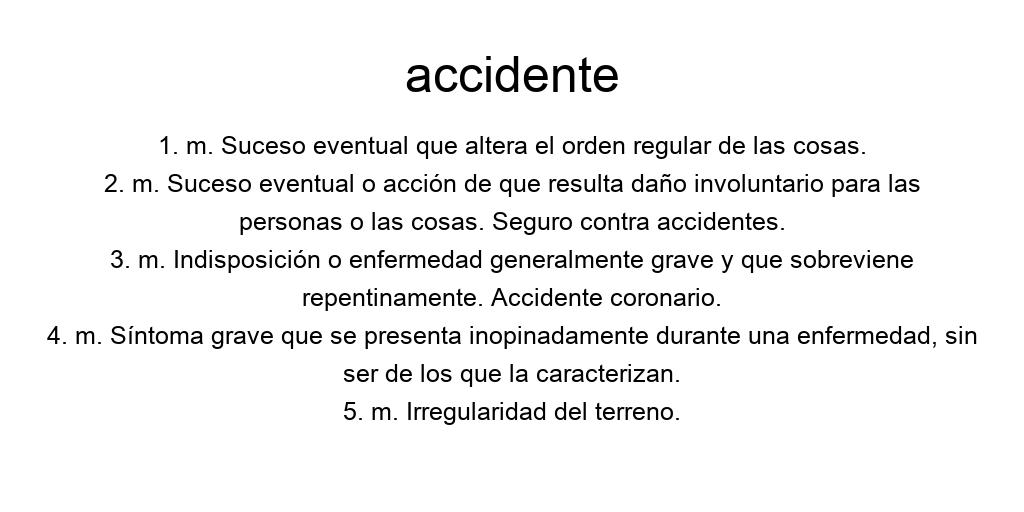 accidente
1. m. Suceso eventual que altera el orden regular de las cosas.
2. m. Suceso eventual o acción de que resulta daño involuntario para las
personas o las cosas. Seguro contra accidentes.
3. m. Indisposición o enfermedad generalmente grave y que sobreviene
repentinamente. Accidente coronario.
4. m. Síntoma grave que se presenta inopinadamente durante una enfermedad, sin
ser de los que la caracterizan.
5. m. Irregularidad del terreno.